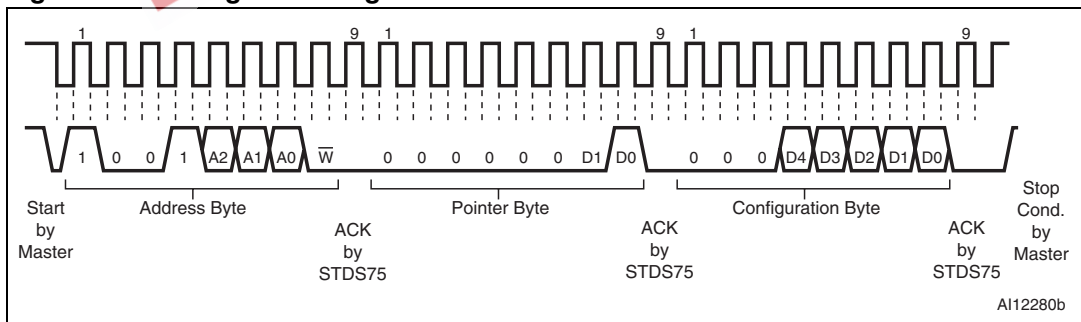 1 9 1 9 1 9
1 0 0 1 A2 A1 A0 W 0 0 0 0 0 0 D1 D0 0 0 0 D4 D3 D2 D1 D0
Start
by
Master
Address Byte
ACK
by
STDS75
Pointer Byte
ACK
by
STDS75
Configuration Byte
ACK
by
STDS75
Stop
Cond.
by
Master
AI12280b